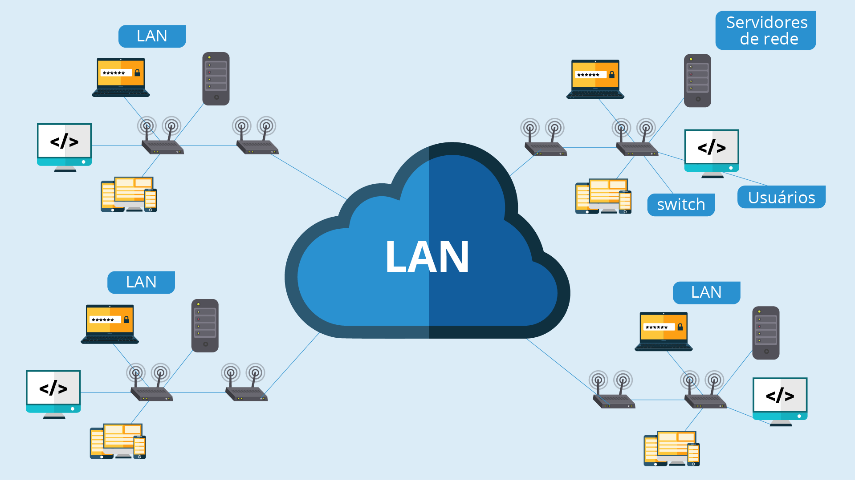 LAN
Servidores
de rede
******
******
</>
</>
switch
Usuários
LAN
LAN
LAN
******
******
</>
</>